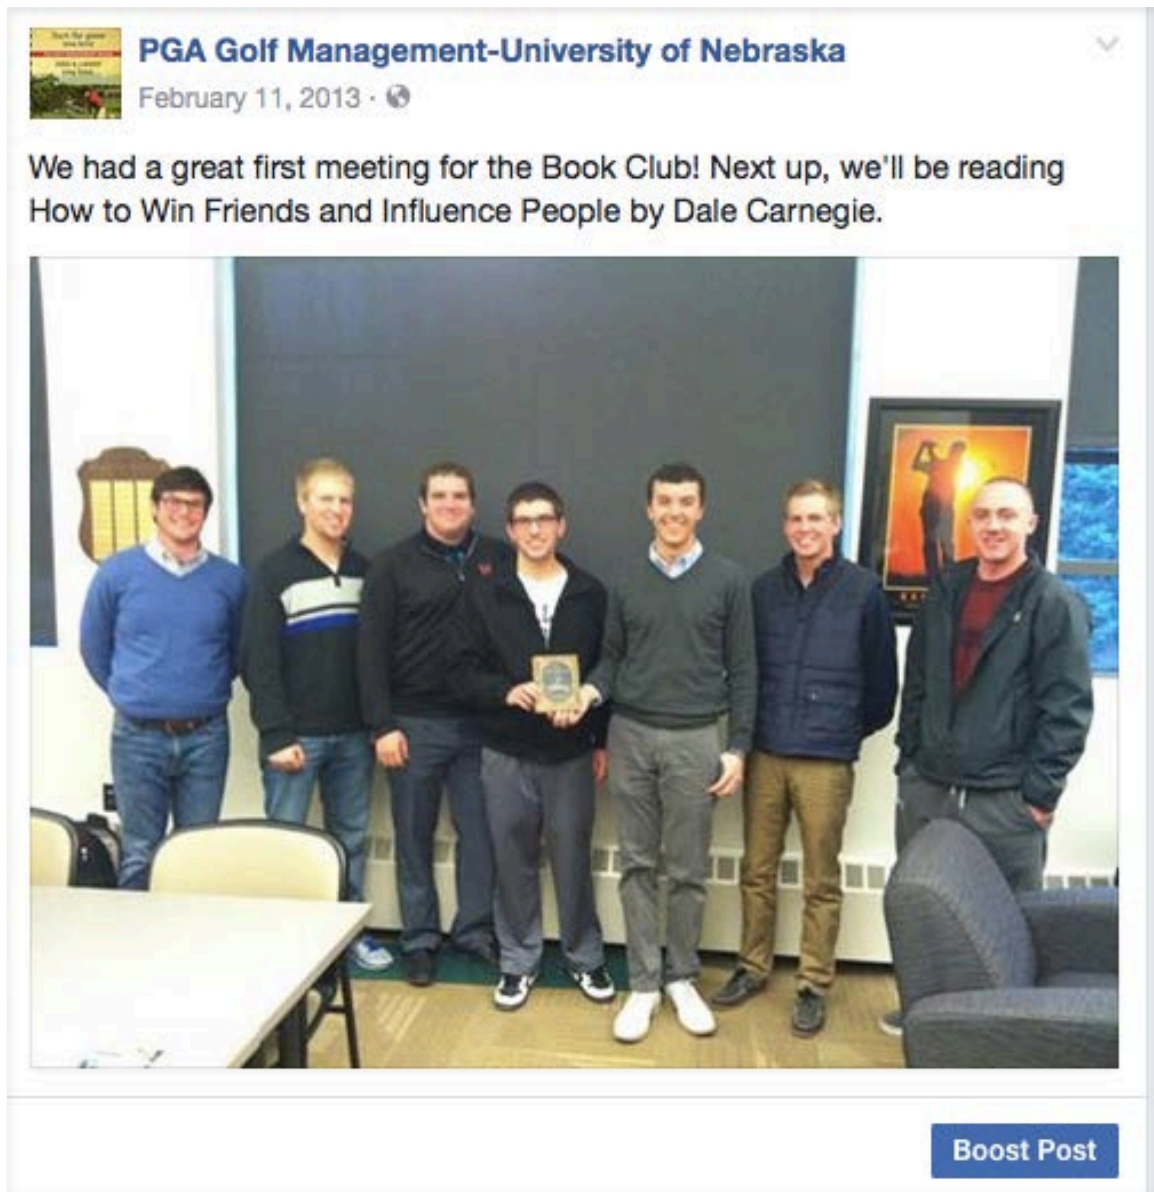 PGA Golf Management-University of Nebraska
February 11, 2013 ·
We had a great first meeting for the Book Club! Next up, we'll be reading
How to Win Friends and Influence People by Dale Carnegie.
Boost Post